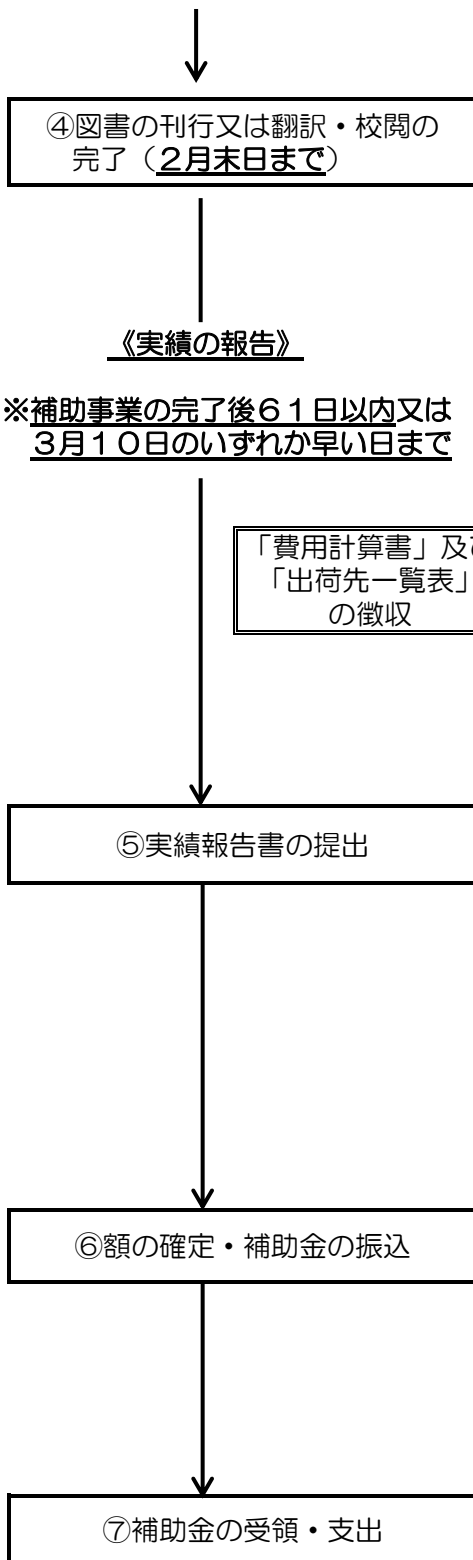 ④図書の刊行又は翻訳・校閲の
完了（２月末日まで）
《実績の報告》
※補助事業の完了後６１日以内又は
３月１０日のいずれか早い日まで
「費用計算書」及
「出荷先一覧表」
の徴収
⑤実績報告書の提出
⑥額の確定・補助金の振込
⑦補助金の受領・支出